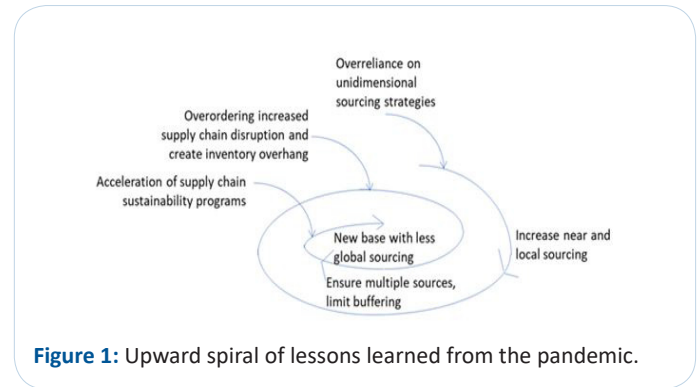 Overreliance on
unidimensional
sourcing strategies
Overordering increased
supply chain disruption and
create inventory overhang
Acceleration of supply chain
sustainability programs
New base with less
global sourcing
Increase near and
local sourcing
Ensure multiple sources,
limit buffering
Figure 1: Upward spiral of lessons learned from the pandemic.